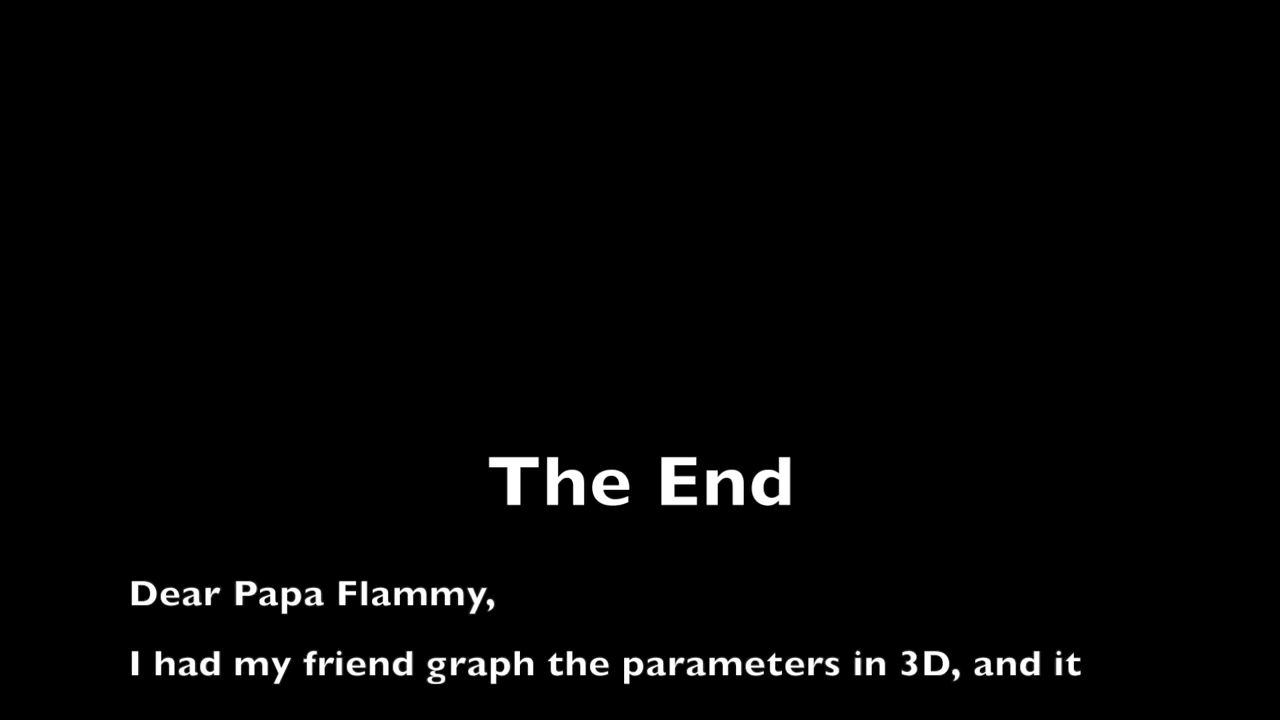 The End
Dear Papa Flammy,
I had my friend graph the parameters in 3D, and it